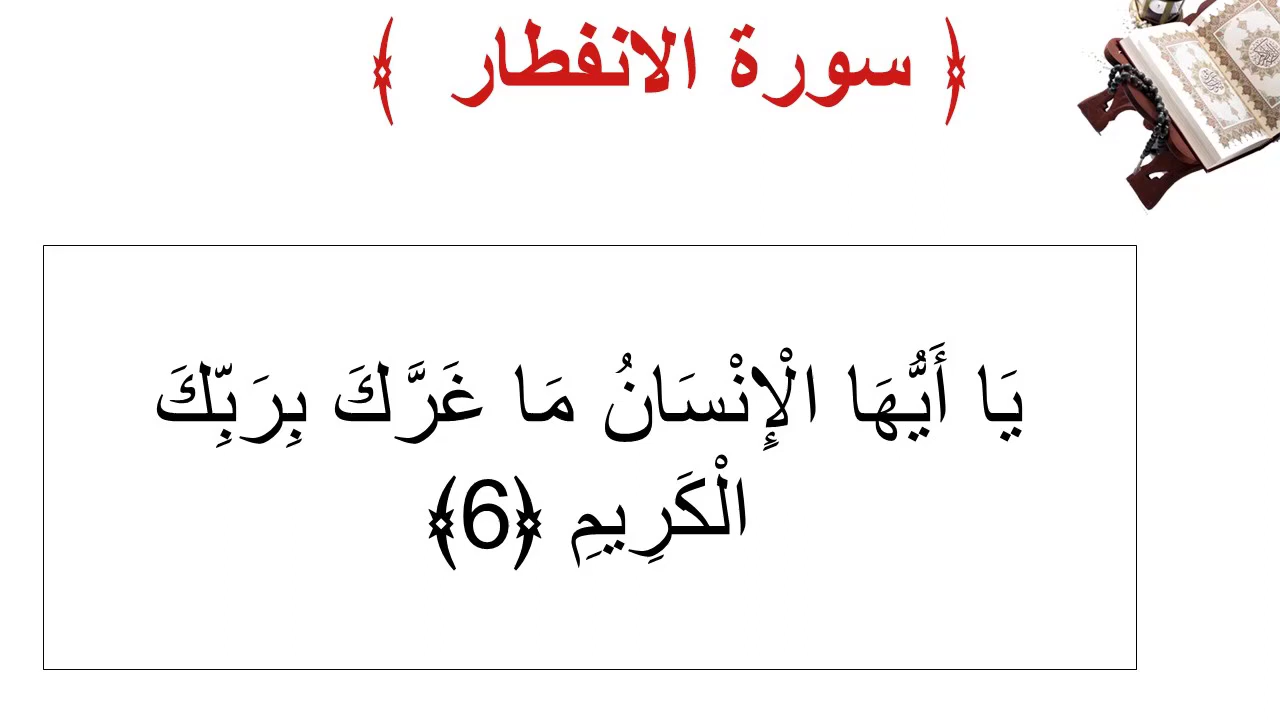 ﴿ سورة الانفطار ﴾
يَا أَيُّهَا الْإِنْسَانُ مَا غَرَّكَ بِرَبِّكَ
الْكَرِيمِ ﴿6﴾